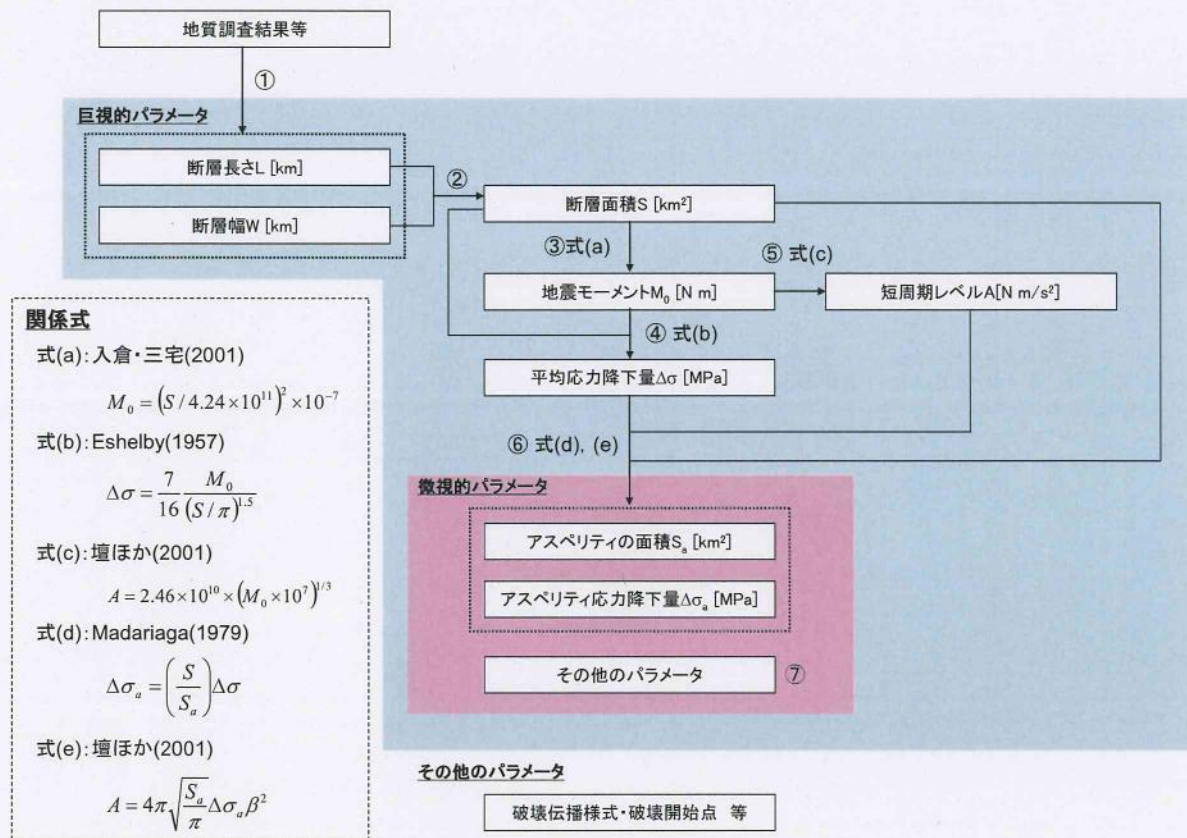 地質調査結果等
①
巨視的パラメータ
断層長さL [km]
断層幅W [km]
②
断層面積S [km²]
③式(a)
⑤ 式(c)
地震モーメントM₀ [N m]
短周期レベルA[N m/s²]
④ 式(b)
平均応力降下量Δσ [MPa]
⑥ 式(d), (e)
微視的パラメータ
アスペリティの面積Sₐ [km²]
アスペリティ応力降下量Δσₐ [MPa]
その他のパラメータ
⑦
その他のパラメータ
破壊伝播様式・破壊開始点 等
関係式
式(a):入倉・三宅(2001)
M₀ = (S / 4.24×10¹¹)² ×10⁻⁷
式(b):Eshelby(1957)
Δσ = 7/16 M₀/(S/π)^1.5
式(c):壇ほか(2001)
A = 2.46×10¹⁰ × (M₀ ×10⁷)^1/3
式(d):Madariaga(1979)
Δσₐ = (S/Sₐ) Δσ
式(e):壇ほか(2001)
A = 4π√(Sₐ/π) Δσₐ β²